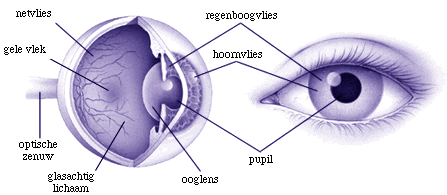 netvlies
regenboogvlies
gele vlek
hoornvlies
optische
zenuw
glasachtig
lichaam
ooglens
pupil